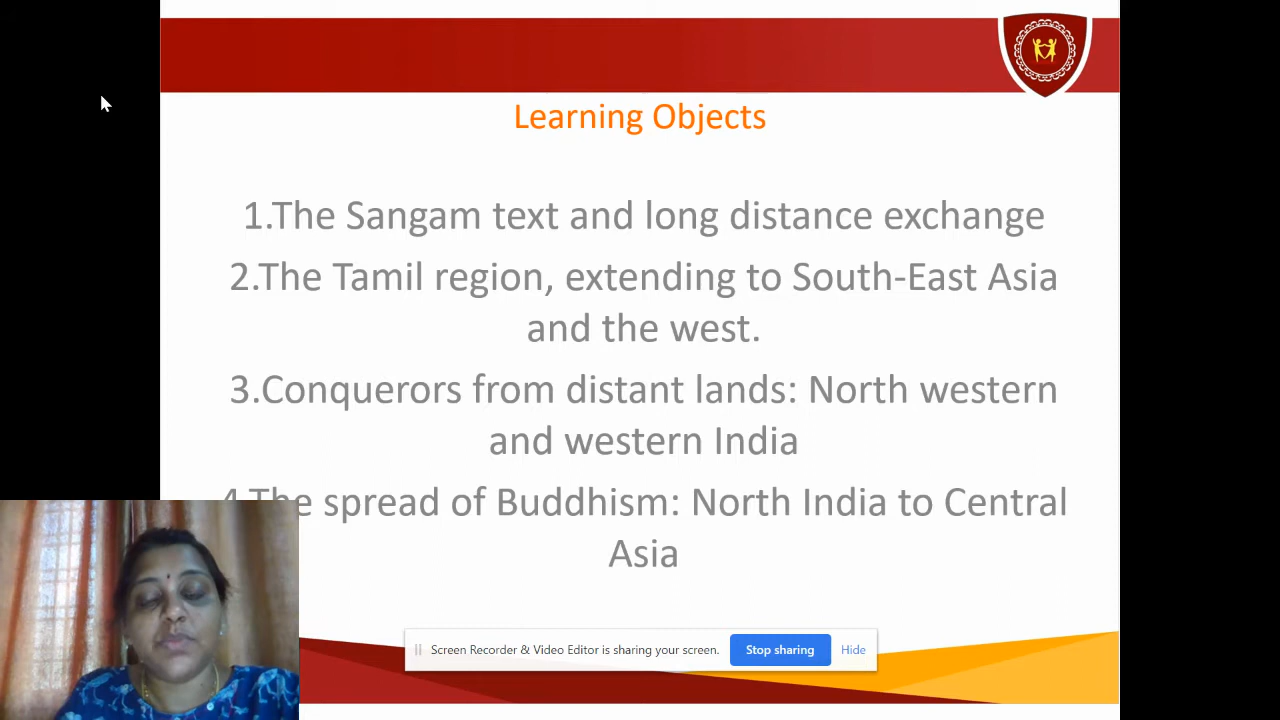 Learning Objects
1.The Sangam text and long distance exchange
2.The Tamil region, extending to South-East Asia
and the west.
3.Conquerors from distant lands: North western
and western India
4.The spread of Buddhism: North India to Central
Asia
Screen Recorder & Video Editor is sharing your screen. Stop sharing Hide